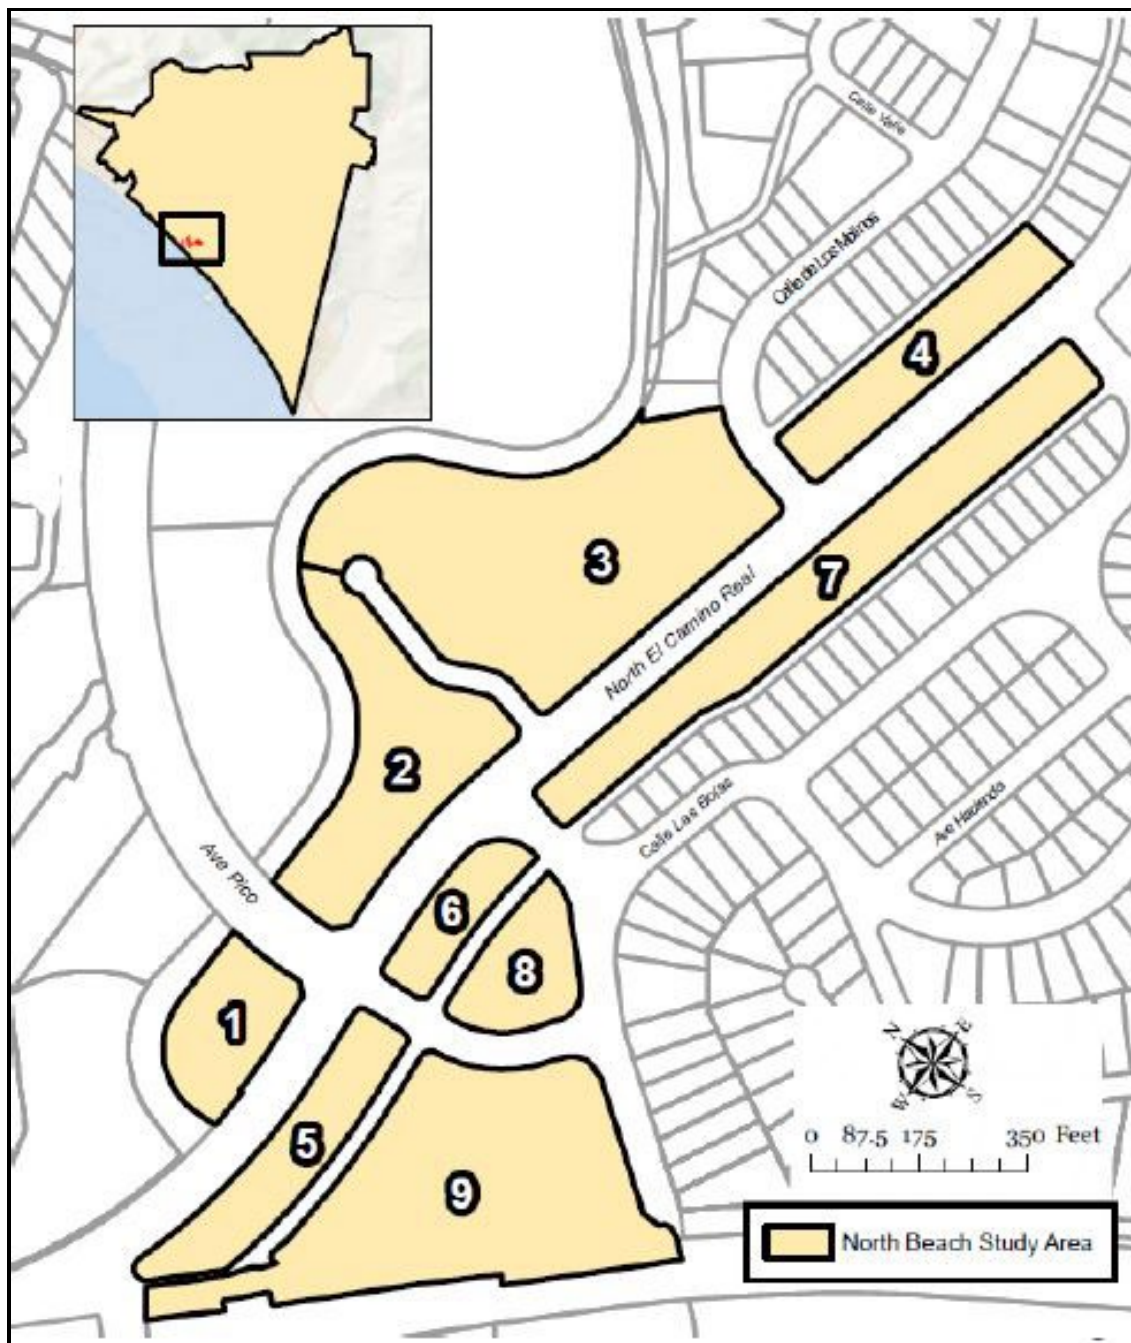 Calle Valle
Calle de Los Molinos
4
3
7
North El Camino Real
2
Calle Las Bolas
Ave Hacienda
Ave Pico
6
8
1
N
E
W
S
5
0 87.5 175 350 Feet
9
North Beach Study Area